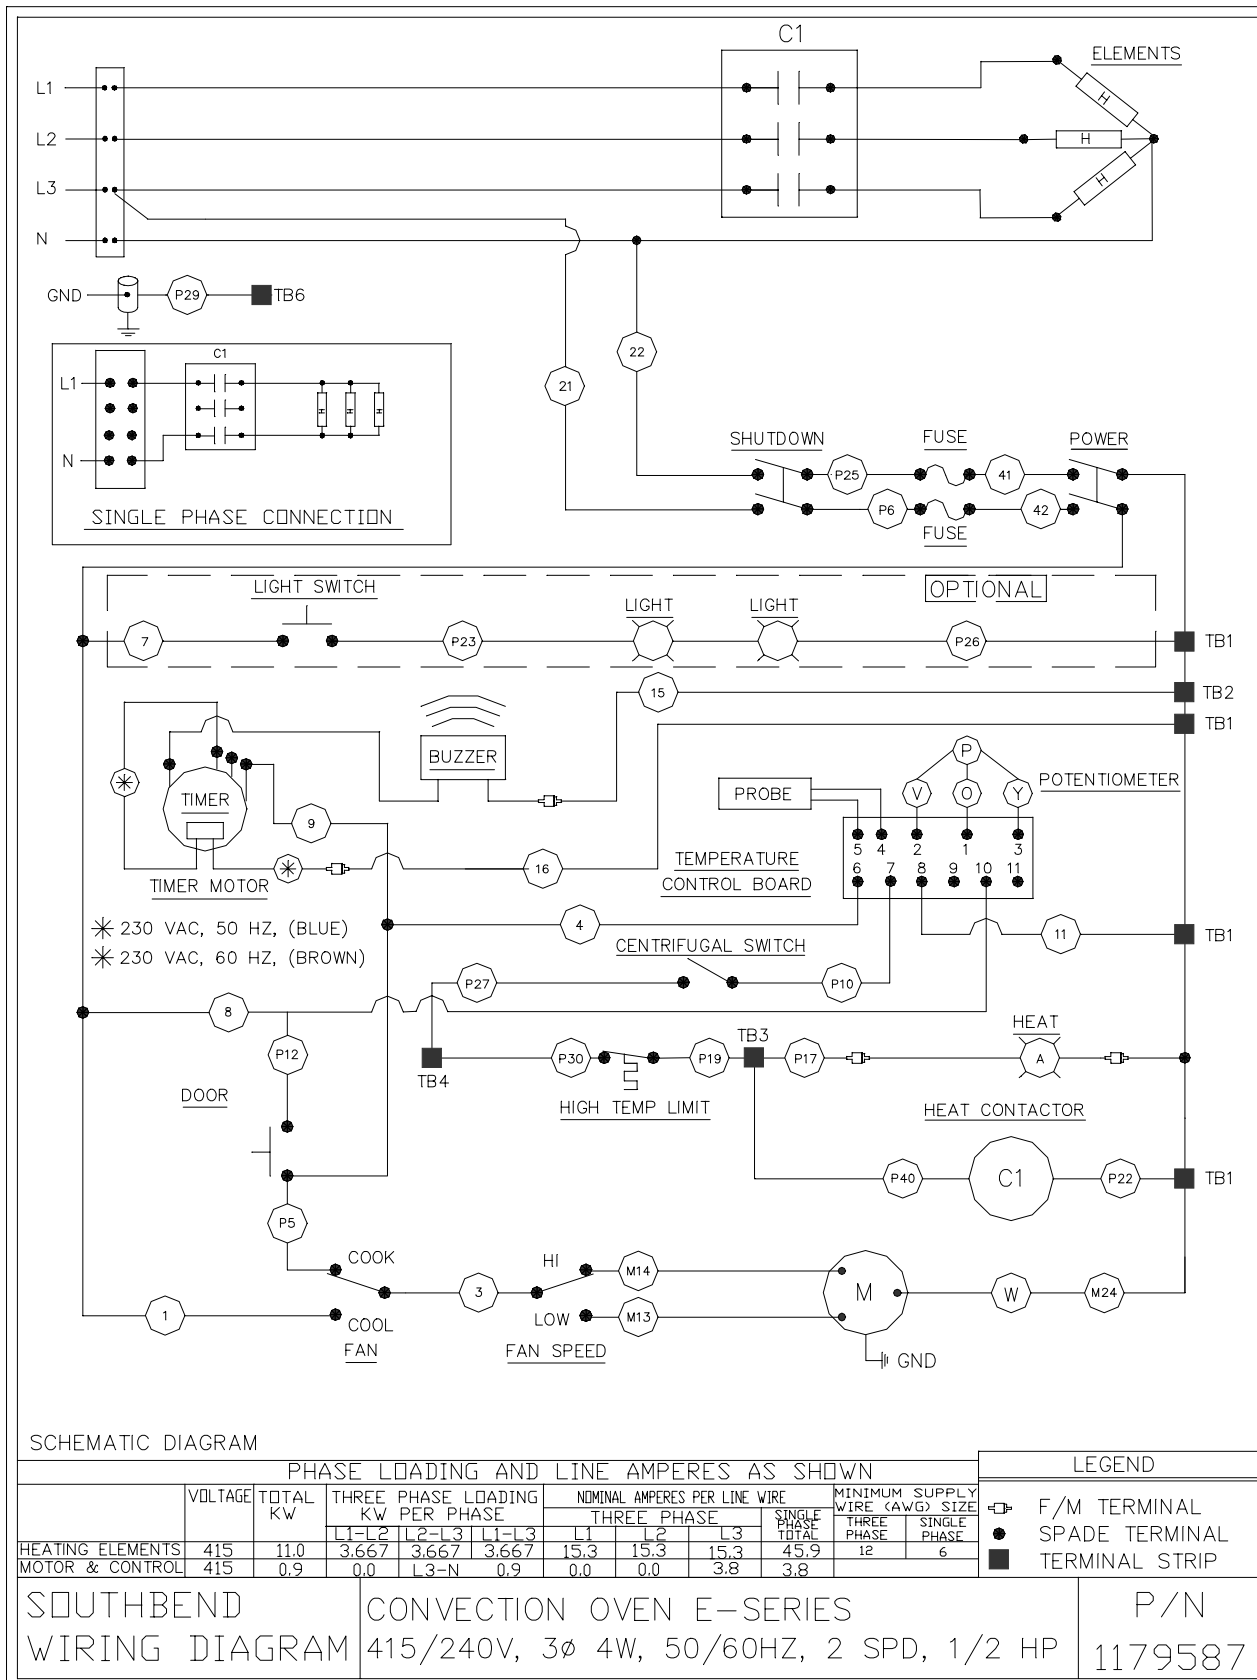 C1
ELEMENTS
L1
H
L2
H
L3
H
N
GND P29 TB6
C1
L1
H H H
N
SINGLE PHASE CONNECTION
22
21
SHUTDOWN FUSE POWER
P25 41
P6 42
FUSE
LIGHT SWITCH OPTIONAL
LIGHT LIGHT
7 P23 P26 TB1
15 TB2
TB1
BUZZER
P
POTENTIOMETER
TIMER
PROBE V O Y
9
5 4 2 1 3
TEMPERATURE
CONTROL BOARD
6 7 8 9 10 11
16
TIMER MOTOR
✳ 230 VAC, 50 HZ, (BLUE)
✳ 230 VAC, 60 HZ, (BROWN)
4
11 TB1
CENTRIFUGAL SWITCH
P27 P10
8
HEAT
P12
TB3
P30 P19 P17 A
TB4
DOOR
HIGH TEMP LIMIT
HEAT CONTACTOR
P40 C1 P22 TB1
P5
COOK HI M14
3 M W M24
1 COOL LOW M13
FAN FAN SPEED
GND
SCHEMATIC DIAGRAM
PHASE LOADING AND LINE AMPERES AS SHOWN
VOLTAGE TOTAL KW THREE PHASE LOADING KW PER PHASE NOMINAL AMPERES PER LINE WIRE MINIMUM SUPPLY WIRE (AWG) SIZE
THREE PHASE SINGLE PHASE TOTAL THREE PHASE SINGLE PHASE
L1-L2 L2-L3 L1-L3 L1 L2 L3
HEATING ELEMENTS 415 11.0 3.667 3.667 3.667 15.3 15.3 15.3 45.9 12 6
MOTOR & CONTROL 415 0.9 0.0 L3-N 0.9 0.0 0.0 3.8 3.8
LEGEND
F/M TERMINAL
SPADE TERMINAL
TERMINAL STRIP
SOUTHBEND
WIRING DIAGRAM
CONVECTION OVEN E-SERIES
415/240V, 3ø 4W, 50/60HZ, 2 SPD, 1/2 HP
P/N
1179587